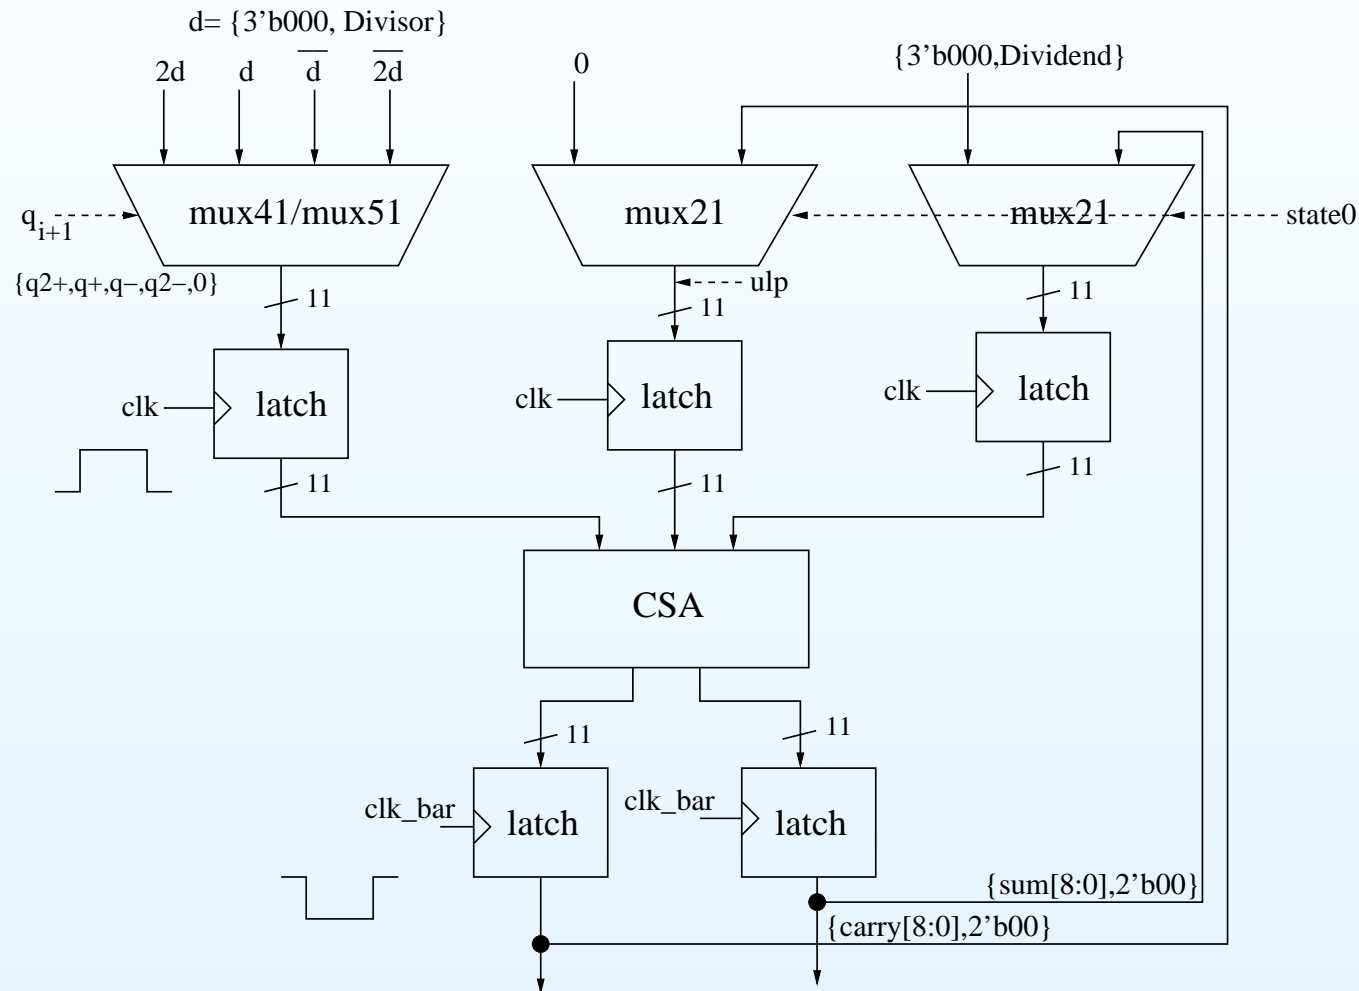 d= {3’b000, Divisor}
2d
d
d
2d
0
{3’b000,Dividend}
mux41/mux51
mux21
mux21
q
i+1
state0
{q2+,q+,q−,q2−,0}
ulp
11
11
11
clk
latch
clk
latch
clk
latch
11
11
11
CSA
11
11
clk_bar
latch
clk_bar
latch
{sum[8:0],2’b00}
{carry[8:0],2’b00}